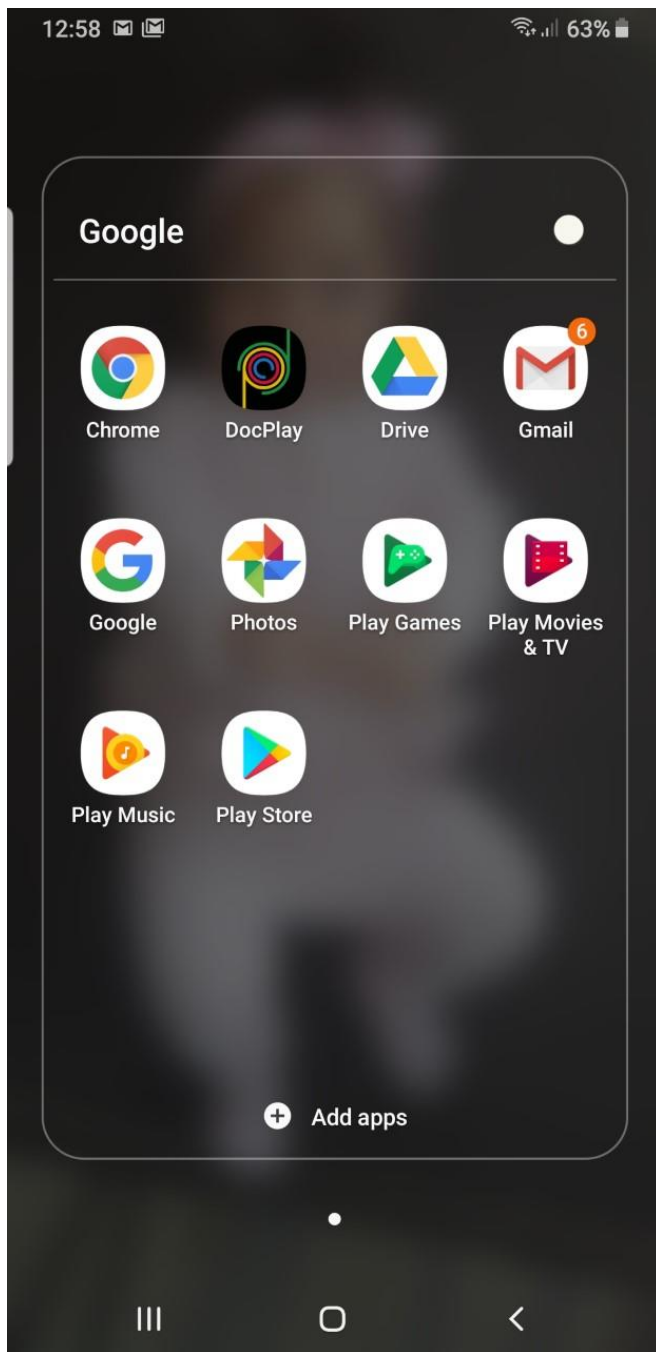 12:58 63%
Google
Chrome DocPlay Drive Gmail 6
Google Photos Play Games Play Movies
& TV
Play Music Play Store
Add apps